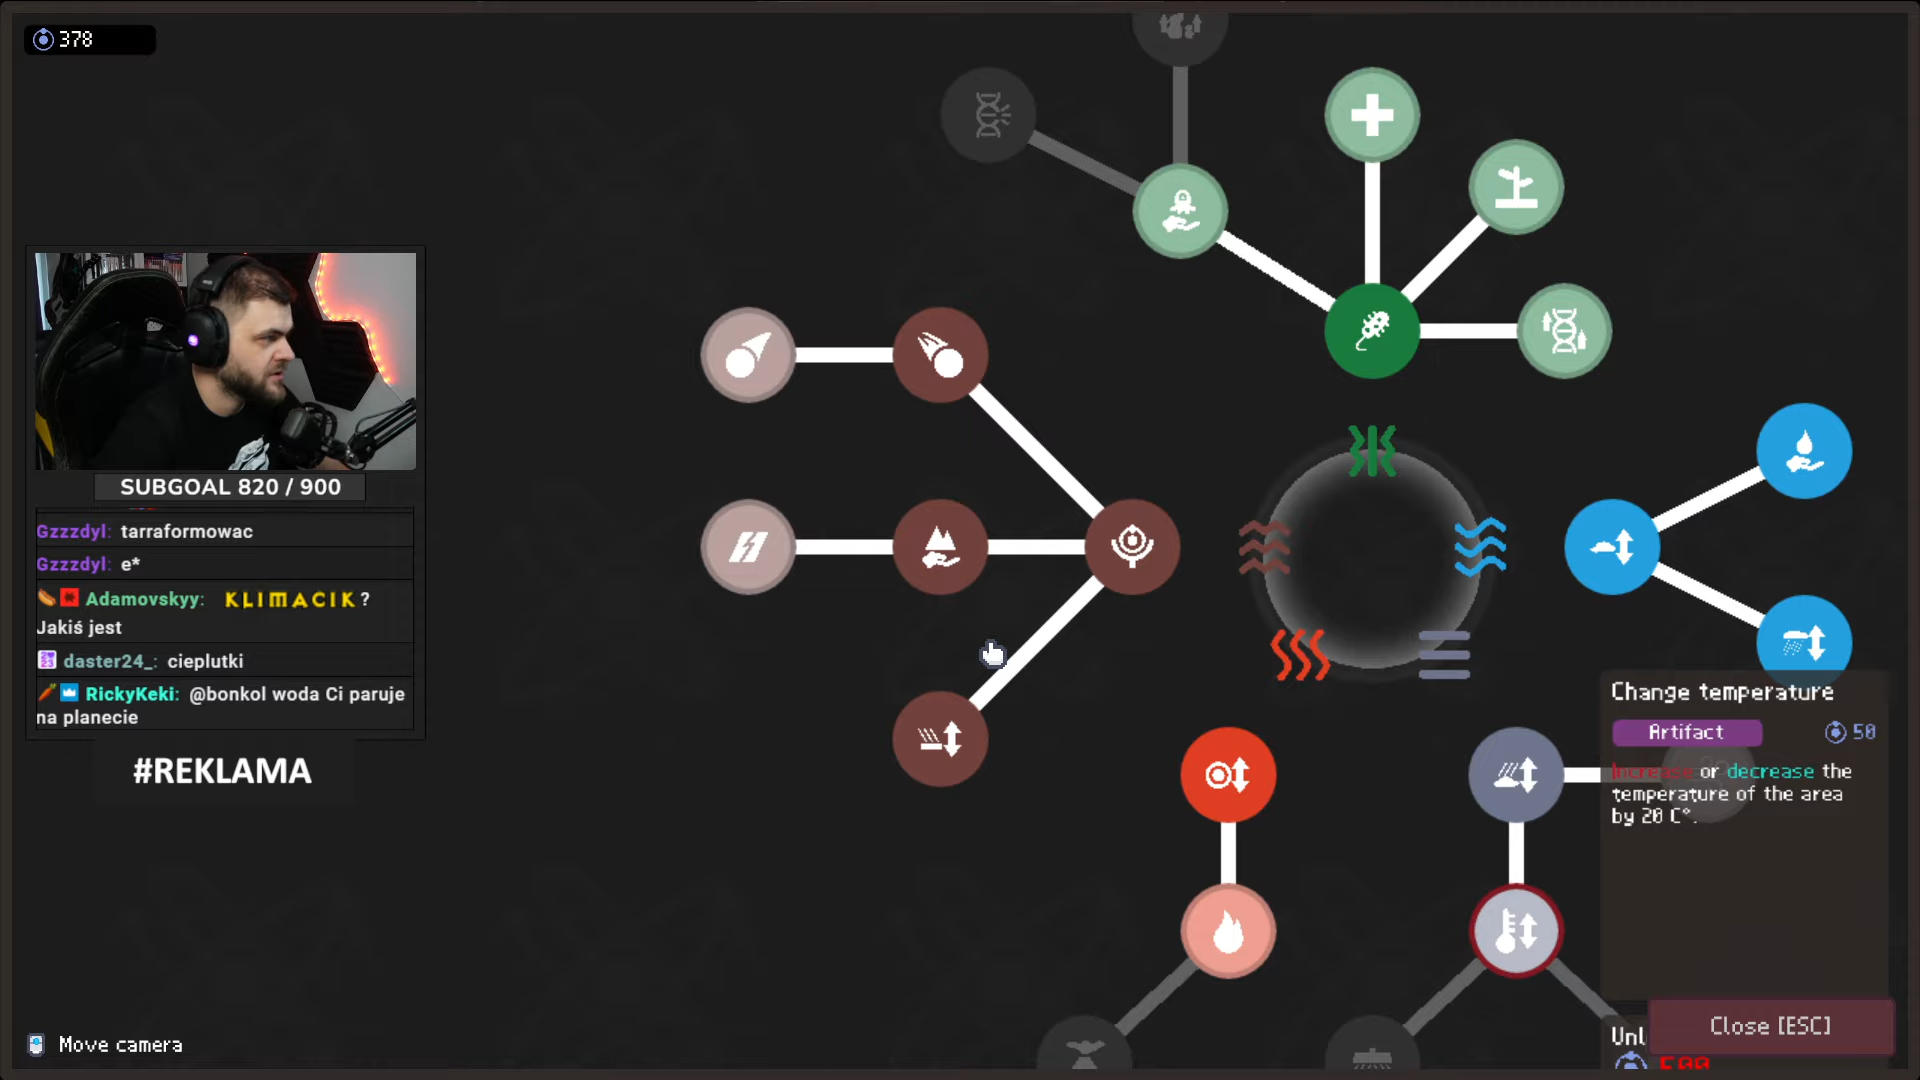 378
SUBGOAL 820 / 900
Gzzzdyl: tarraformowac
Gzzzdyl: e*
Adamovskyy: KLIMACIK ?
Jakiś jest
daster24_: cieplutki
RickyKeki: @bonkol woda Ci paruje
na planecie
#REKLAMA
Change temperature
Artifact 50
Increase or decrease the
temperature of the area
by 20 C°.
Unl
500
Close [ESC]
Move camera